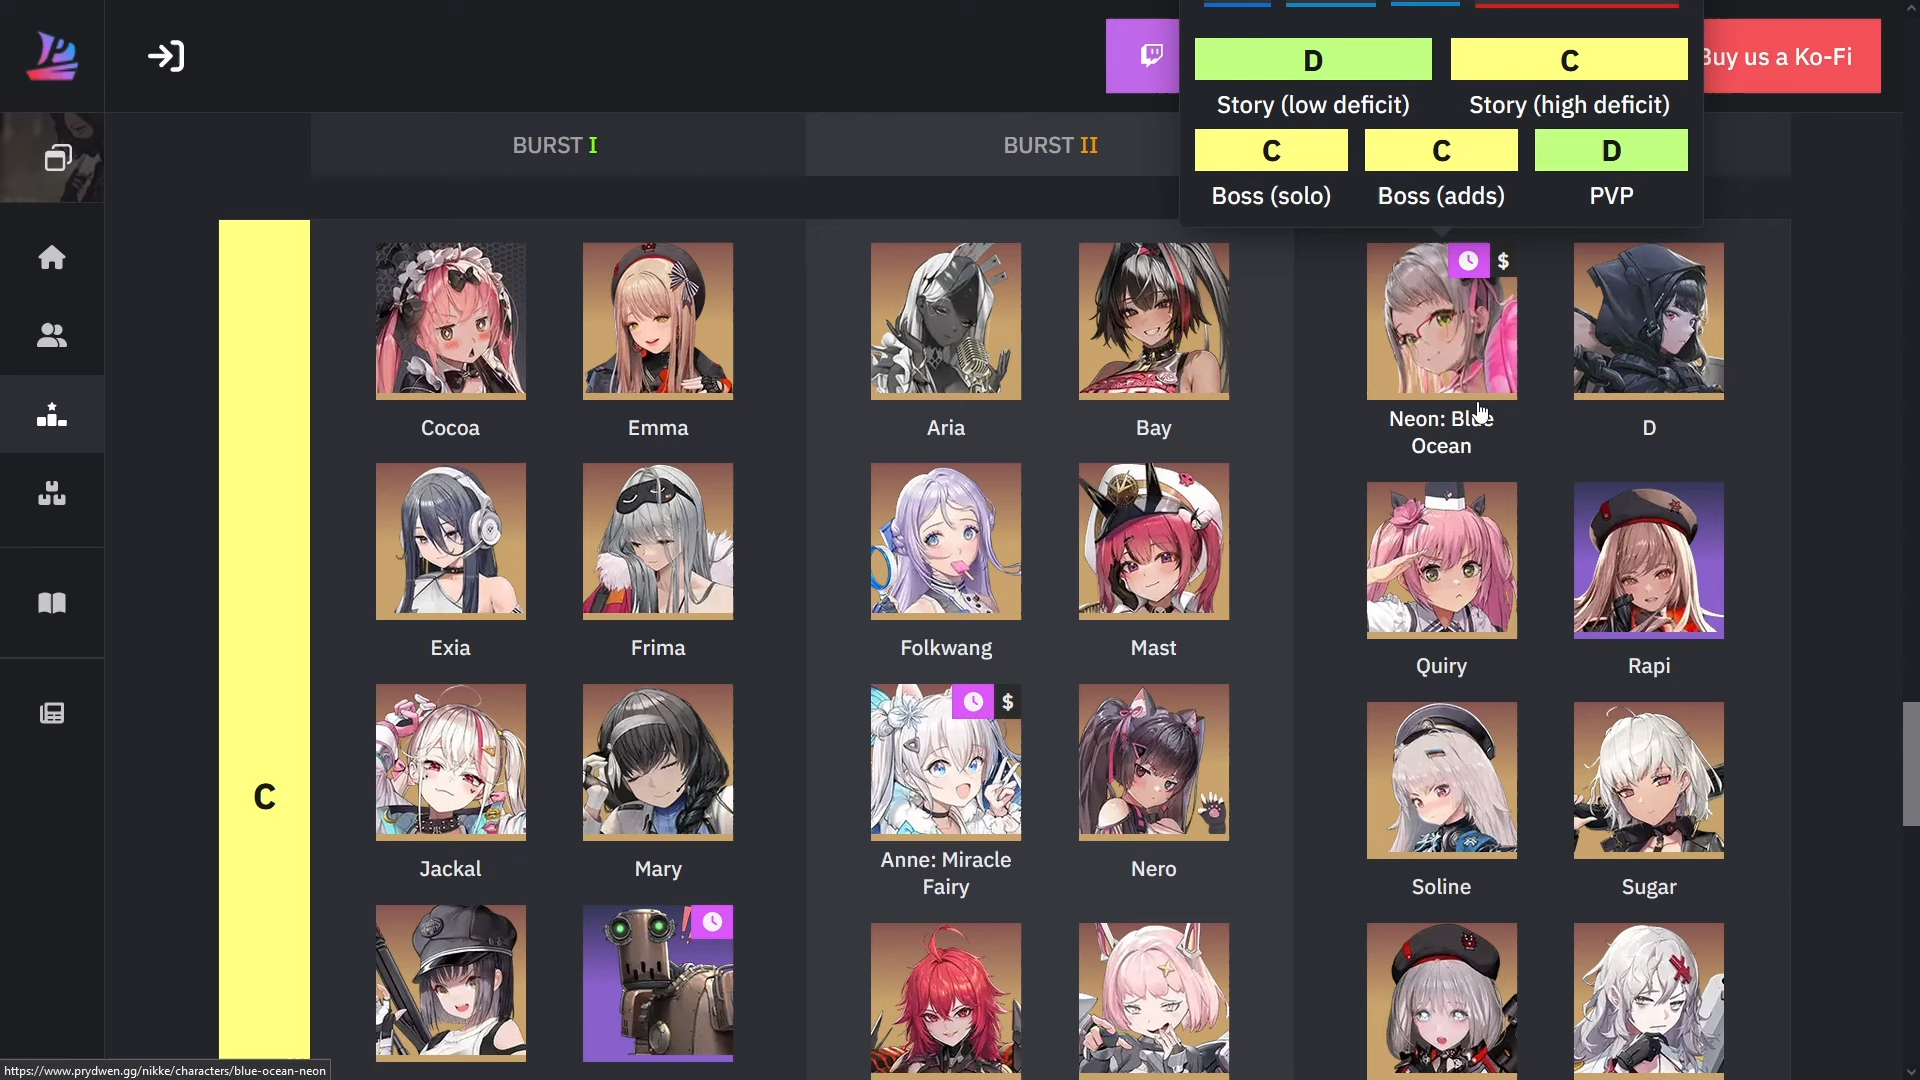 D
C
Buy us a Ko-Fi
Story (low deficit)
Story (high deficit)
C
C
D
Boss (solo)
Boss (adds)
PVP
BURST I
BURST II
$
Cocoa
Emma
Aria
Bay
Neon: Blue
Ocean
D
Exia
Frima
Folkwang
Mast
Quiry
Rapi
$
C
Jackal
Mary
Anne: Miracle
Fairy
Nero
Soline
Sugar
https://www.prydwen.gg/nikke/characters/blue-ocean-neon